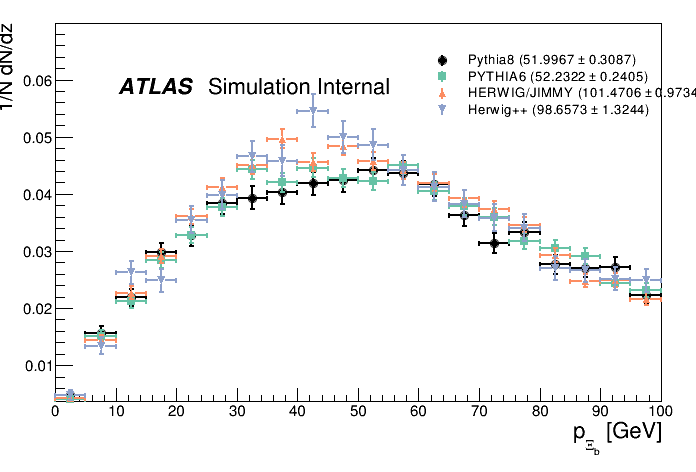 1/N dN/dz
0.06
0.05
0.04
0.03
0.02
0.01
ATLAS Simulation Internal
Pythia8 (51.9967 ± 0.3087)
PYTHIA6 (52.2322 ± 0.2405)
HERWIG/JIMMY (101.4706 ± 0.9734
Herwig++ (98.6573 ± 1.3244)
0 10 20 30 40 50 60 70 80 90 100
p_Ξ_b [GeV]